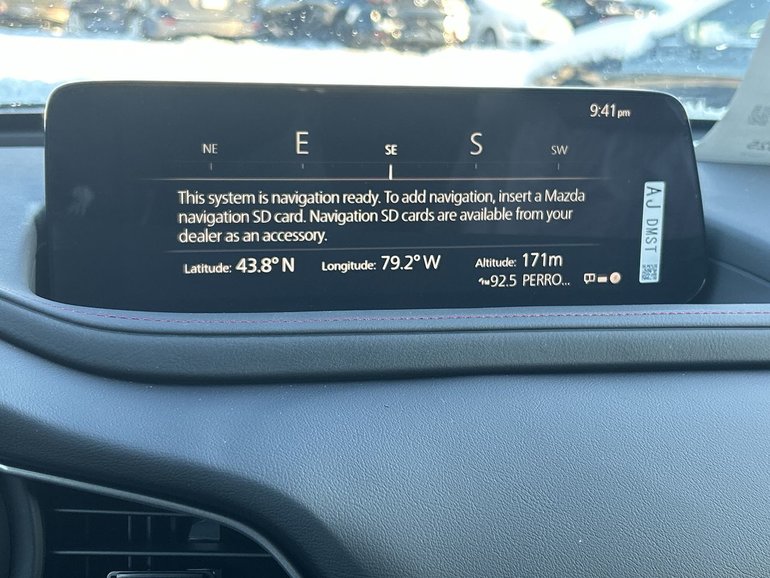 9:41 pm
NE E SE S SW
This system is navigation ready. To add navigation, insert a Mazda
navigation SD card. Navigation SD cards are available from your
dealer as an accessory.
Latitude: 43.8° N Longitude: 79.2° W Altitude: 171m
92.5 PERRO...
AJ DMST